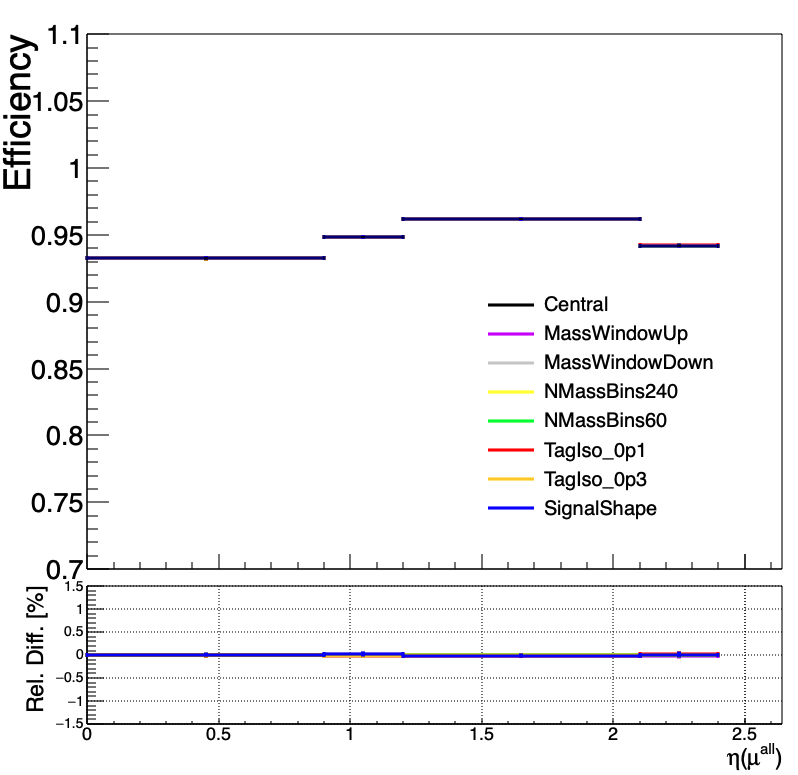 Efficiency
1.1
1.05
1
0.95
0.9
0.85
0.8
0.75
0.7
Central
MassWindowUp
MassWindowDown
NMassBins240
NMassBins60
TagIso_0p1
TagIso_0p3
SignalShape
Rel. Diff. [%]
1.5
1
0.5
0
−0.5
−1
−1.5
0 0.5 1 1.5 2 2.5
η(μ^all)